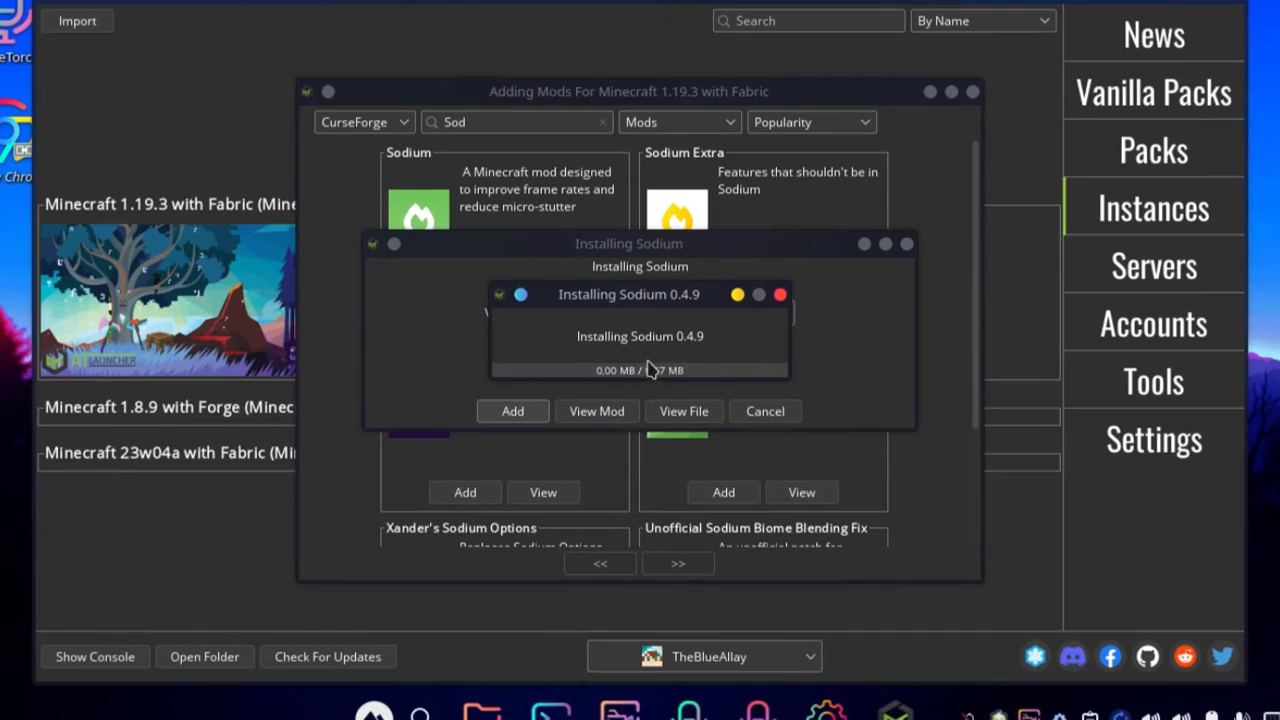 Import
Search
By Name
News
Vanilla Packs
Packs
Instances
Servers
Accounts
Tools
Settings
Adding Mods For Minecraft 1.19.3 with Fabric
CurseForge
Sod
Mods
Popularity
Sodium
A Minecraft mod designed
to improve frame rates and
reduce micro-stutter
Sodium Extra
Features that shouldn't be in
Sodium
Minecraft 1.19.3 with Fabric
ATLAUNCHER
Minecraft 1.8.9 with Forge
Minecraft 23w04a with Fabric
Installing Sodium
Installing Sodium
Installing Sodium 0.4.9
Installing Sodium 0.4.9
0,00 MB / MB
Add
View Mod
View File
Cancel
Add
View
Add
View
Xander's Sodium Options
Unofficial Sodium Biome Blending Fix
<<
>>
Show Console
Open Folder
Check For Updates
TheBlueAllay